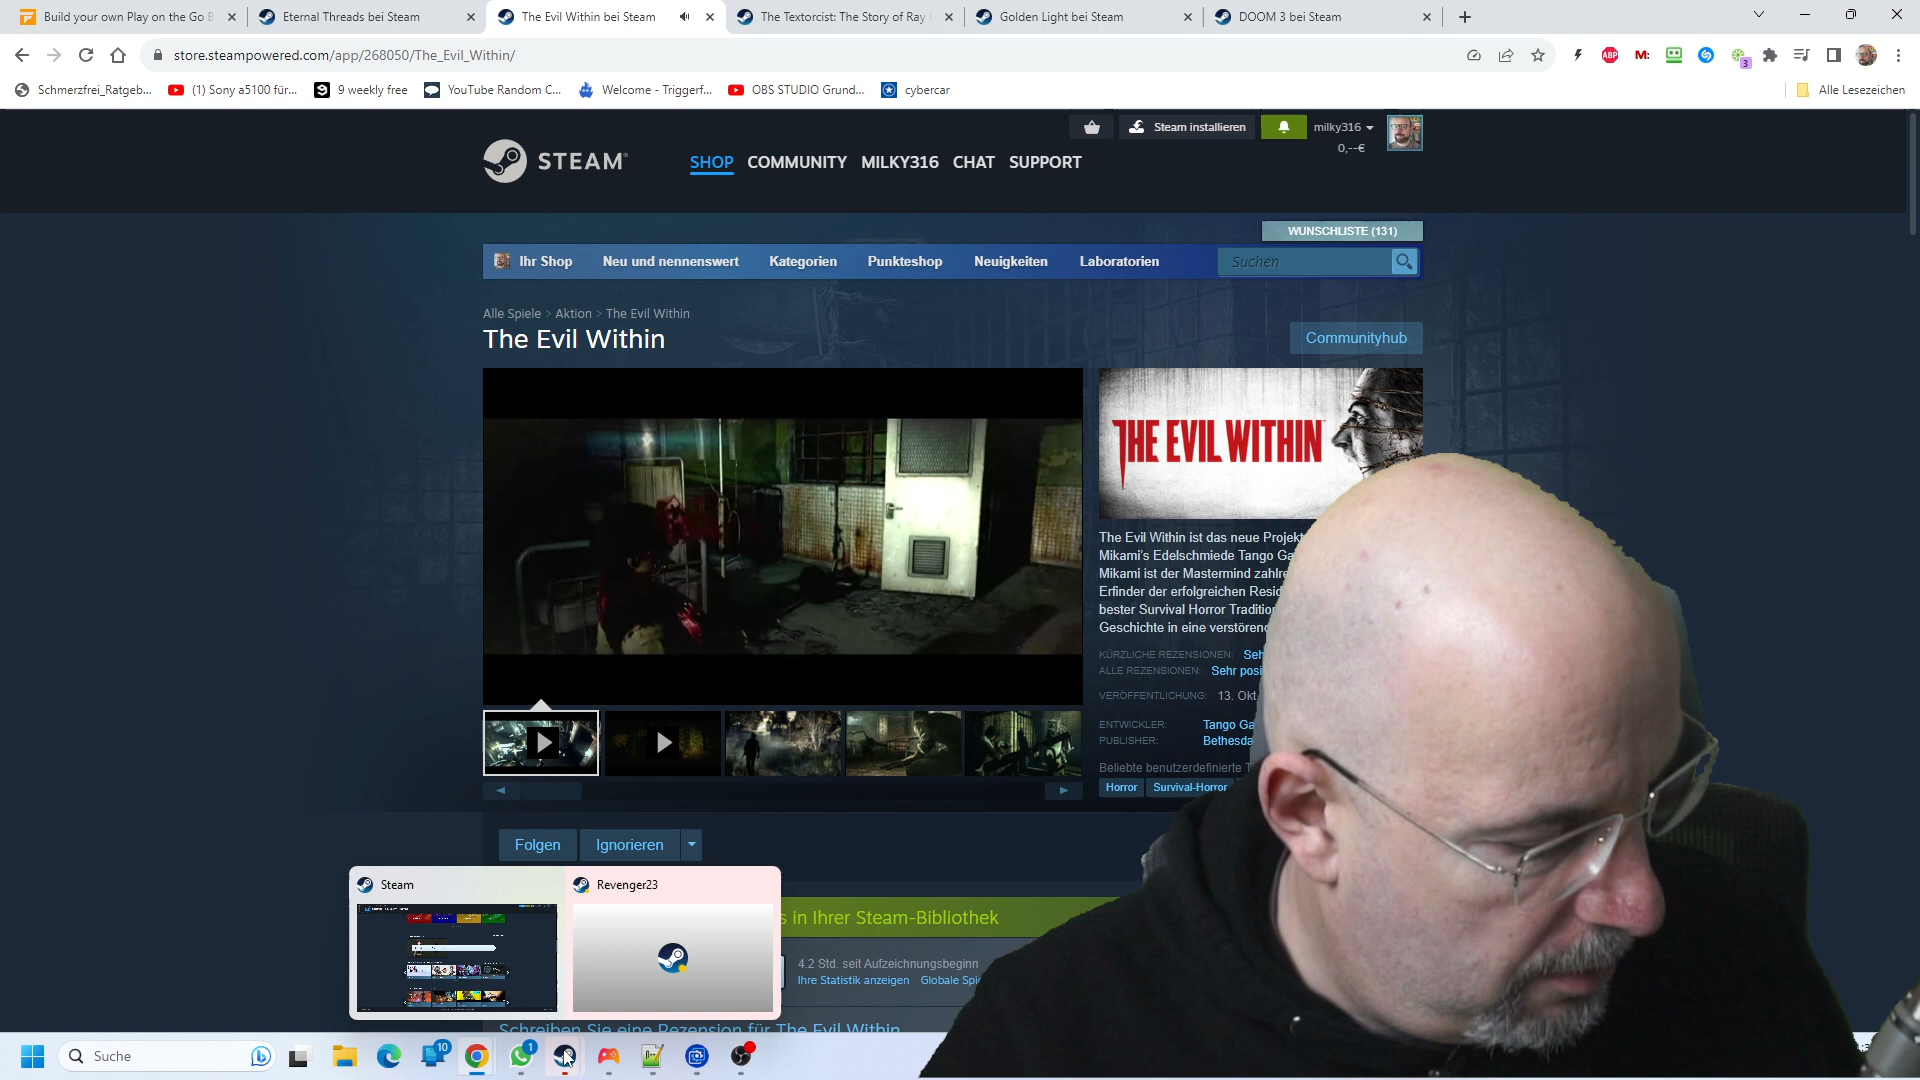 Build your own Play on the Go B
Eternal Threads bei Steam
The Evil Within bei Steam
The Textorcist: The Story of Ray
Golden Light bei Steam
DOOM 3 bei Steam
store.steampowered.com/app/268050/The_Evil_Within/
ABP
M:
3
Schmerzfrei_Ratgeb...
(1) Sony a5100 für...
9 weekly free
YouTube Random C...
Welcome - Triggerf...
OBS STUDIO Grund...
cybercar
Alle Lesezeichen
Steam installieren
milky316
0,--€
STEAM
SHOP
COMMUNITY
MILKY316
CHAT
SUPPORT
WUNSCHLISTE (131)
Ihr Shop
Neu und nennenswert
Kategorien
Punkteshop
Neuigkeiten
Laboratorien
Suchen
Alle Spiele > Aktion > The Evil Within
The Evil Within
Communityhub
THE EVIL WITHIN
The Evil Within ist das neue Projekt
Mikami's Edelschmiede Tango Ga
Mikami ist der Mastermind zahlre
Erfinder der erfolgreichen Resid
bester Survival Horror Tradition
Geschichte in eine verstörend
KÜRZLICHE REZENSIONEN: Seh
ALLE REZENSIONEN: Sehr posi
VERÖFFENTLICHUNG: 13. Okt
ENTWICKLER: Tango Ga
PUBLISHER: Bethesda
Beliebte benutzerdefinierte T
Horror
Survival-Horror
Folgen
Ignorieren
Steam
Revenger23
s in Ihrer Steam-Bibliothek
4.2 Std. seit Aufzeichnungsbeginn
Ihre Statistik anzeigen
Globale Spi
Schreiben Sie eine Rezension für The Evil Within
Suche
10
1